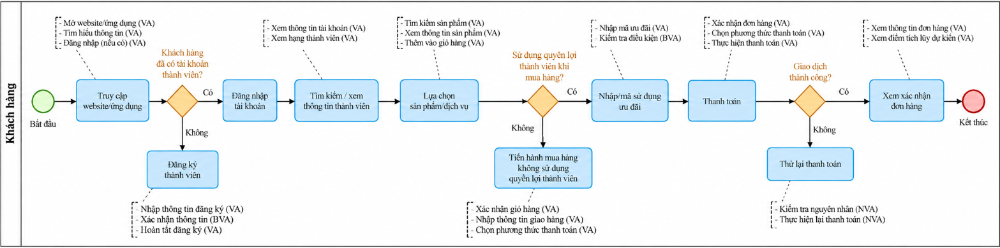 Khách hàng
Bắt đầu
- Mở website/ứng dụng (VA)
- Tìm hiểu thông tin (VA)
- Đăng nhập (nếu có) (VA)
Truy cập
website/ứng dụng
Khách hàng
đã có tài khoản
thành viên?
Có
Không
Đăng ký
thành viên
- Nhập thông tin đăng ký (VA)
- Xác nhận thông tin (BVA)
- Hoàn tất đăng ký (VA)
Đăng nhập
tài khoản
- Xem thông tin tài khoản (VA)
- Xem hạng thành viên (VA)
Tìm kiếm / xem
thông tin thành viên
- Tìm kiếm sản phẩm (VA)
- Xem thông tin sản phẩm (VA)
- Thêm vào giỏ hàng (VA)
Lựa chọn
sản phẩm/dịch vụ
Sử dụng quyền lợi
thành viên khi
mua hàng?
Có
Không
Tiến hành mua hàng
không sử dụng
quyền lợi thành viên
- Xác nhận giỏ hàng (VA)
- Nhập thông tin giao hàng (VA)
- Chọn phương thức thanh toán (VA)
- Nhập mã ưu đãi (VA)
- Kiểm tra điều kiện (BVA)
Nhập/mã sử dụng
ưu đãi
- Xác nhận đơn hàng (VA)
- Chọn phương thức thanh toán (VA)
- Thực hiện thanh toán (VA)
Thanh toán
Giao dịch
thành công?
Có
Không
Thử lại thanh toán
- Kiểm tra nguyên nhân (NVA)
- Thực hiện lại thanh toán (NVA)
- Xem thông tin đơn hàng (VA)
- Xem điểm tích lũy dự kiến (VA)
Xem xác nhận
đơn hàng
Kết thúc